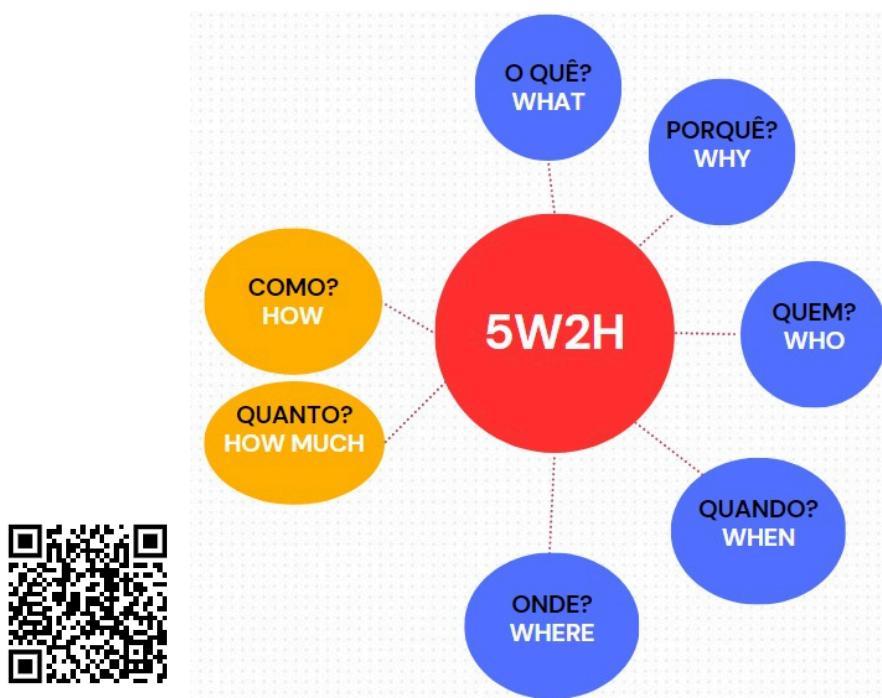 O QUÊ?
WHAT
PORQUÊ?
WHY
COMO?
HOW
5W2H
QUEM?
WHO
QUANTO?
HOW MUCH
QUANDO?
WHEN
ONDE?
WHERE